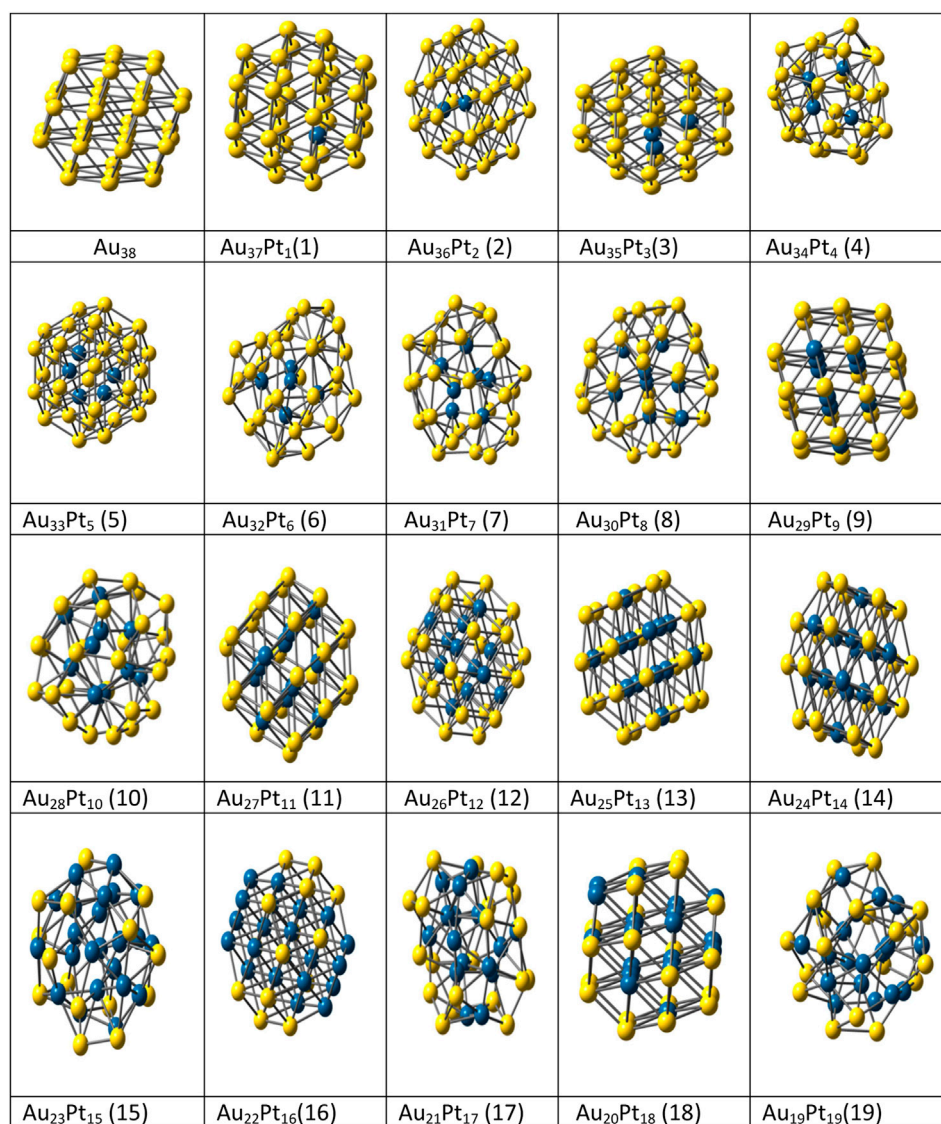 Au₃₈ Au₃₇Pt₁(1) Au₃₆Pt₂ (2) Au₃₅Pt₃(3) Au₃₄Pt₄ (4)
Au₃₃Pt₅ (5) Au₃₂Pt₆ (6) Au₃₁Pt₇ (7) Au₃₀Pt₈ (8) Au₂₉Pt₉ (9)
Au₂₈Pt₁₀ (10) Au₂₇Pt₁₁ (11) Au₂₆Pt₁₂ (12) Au₂₅Pt₁₃ (13) Au₂₄Pt₁₄ (14)
Au₂₃Pt₁₅ (15) Au₂₂Pt₁₆(16) Au₂₁Pt₁₇ (17) Au₂₀Pt₁₈ (18) Au₁₉Pt₁₉(19)